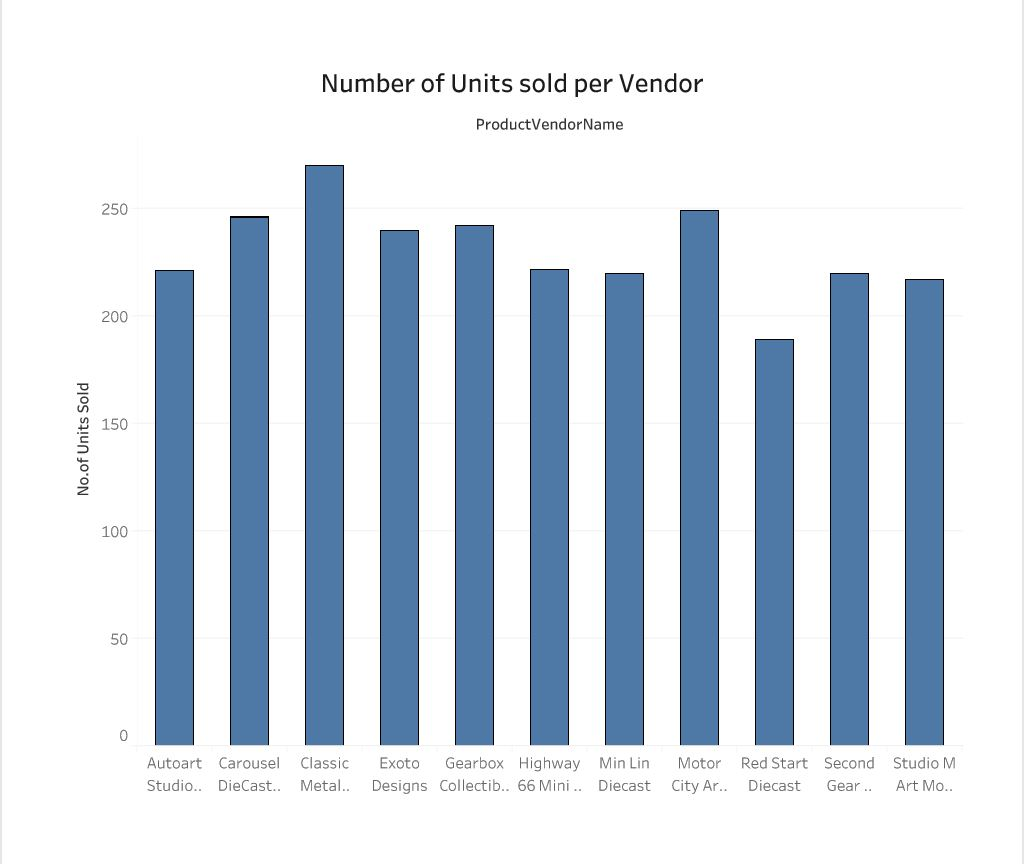 Number of Units sold per Vendor
ProductVendorName
No.of Units Sold
250
200
150
100
50
0
Autoart Carousel Classic Exoto Gearbox Highway Min Lin Motor Red Start Second Studio M
Studio.. DieCast.. Metal.. Designs Collectib.. 66 Mini .. Diecast City Ar.. Diecast Gear .. Art Mo..